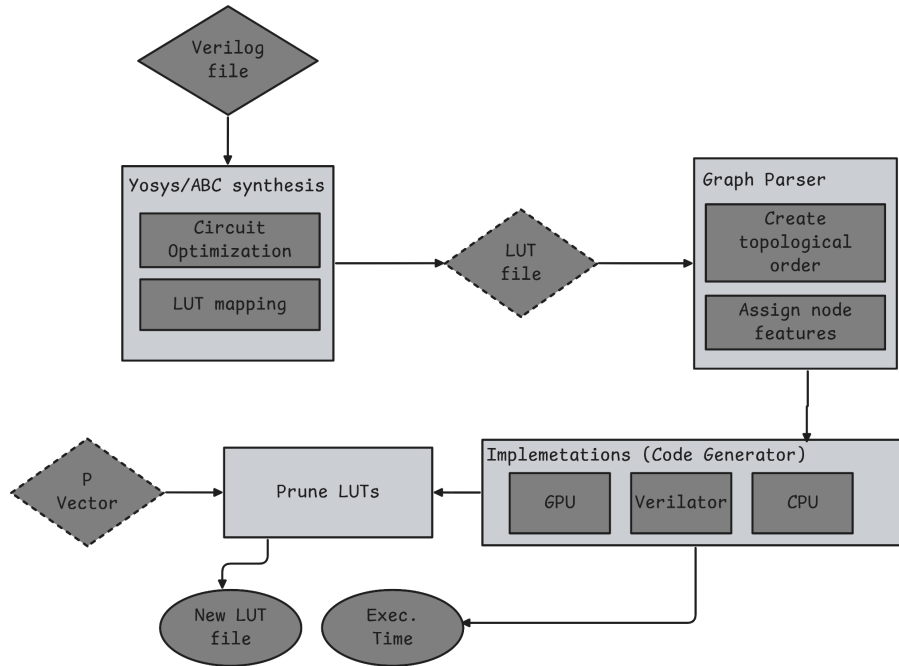 Verilog
file
Yosys/ABC synthesis
Circuit
Optimization
LUT mapping
LUT
file
Graph Parser
Create
topological
order
Assign node
features
Implemetations (Code Generator)
GPU
Verilator
CPU
Prune LUTs
P
Vector
New LUT
file
Exec.
Time